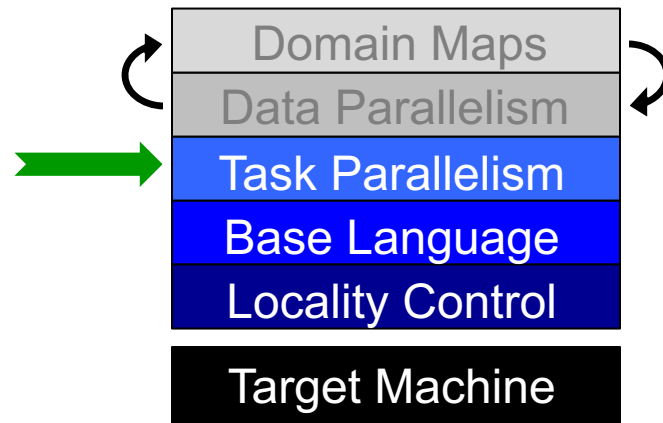 Domain Maps
Data Parallelism
Task Parallelism
Base Language
Locality Control
Target Machine